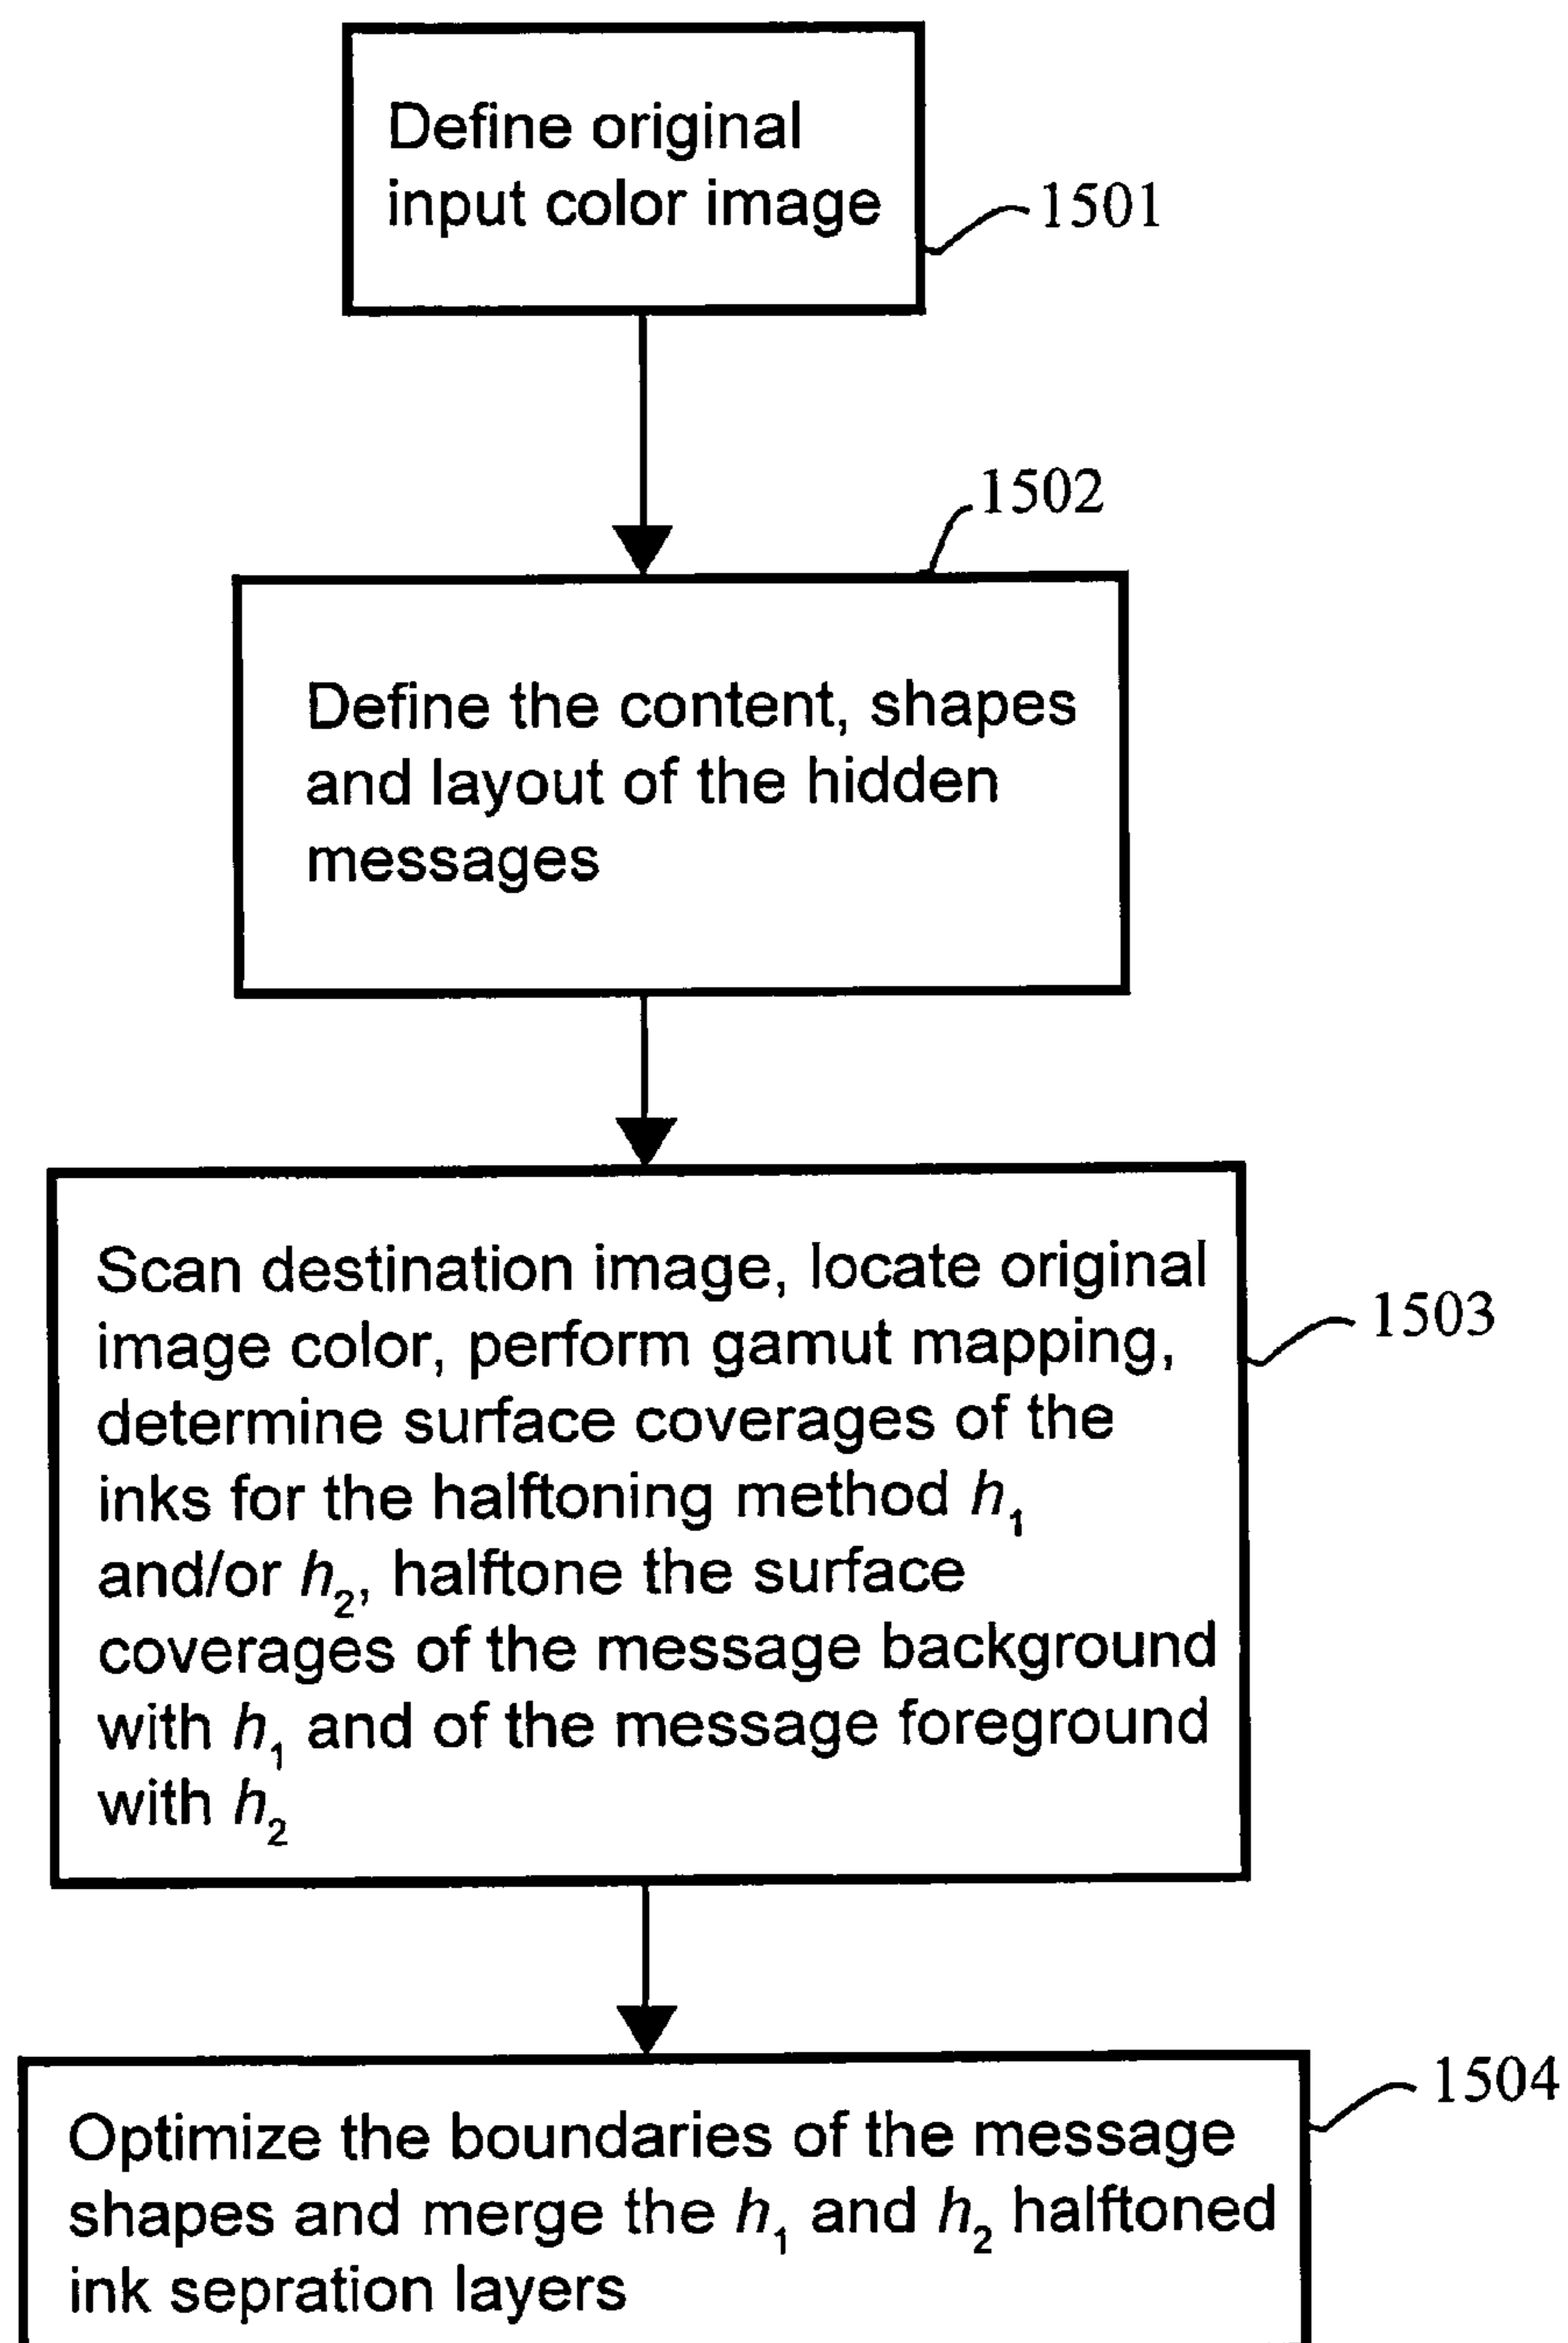 Define original
input color image
1501
1502
Define the content, shapes
and layout of the hidden
messages
Scan destination image, locate original
image color, perform gamut mapping,
determine surface coverages of the
inks for the halftoning method h₁
and/or h₂, halftone the surface
coverages of the message background
with h₁ and of the message foreground
with h₂
1503
Optimize the boundaries of the message
shapes and merge the h₁ and h₂ halftoned
ink sepration layers
1504